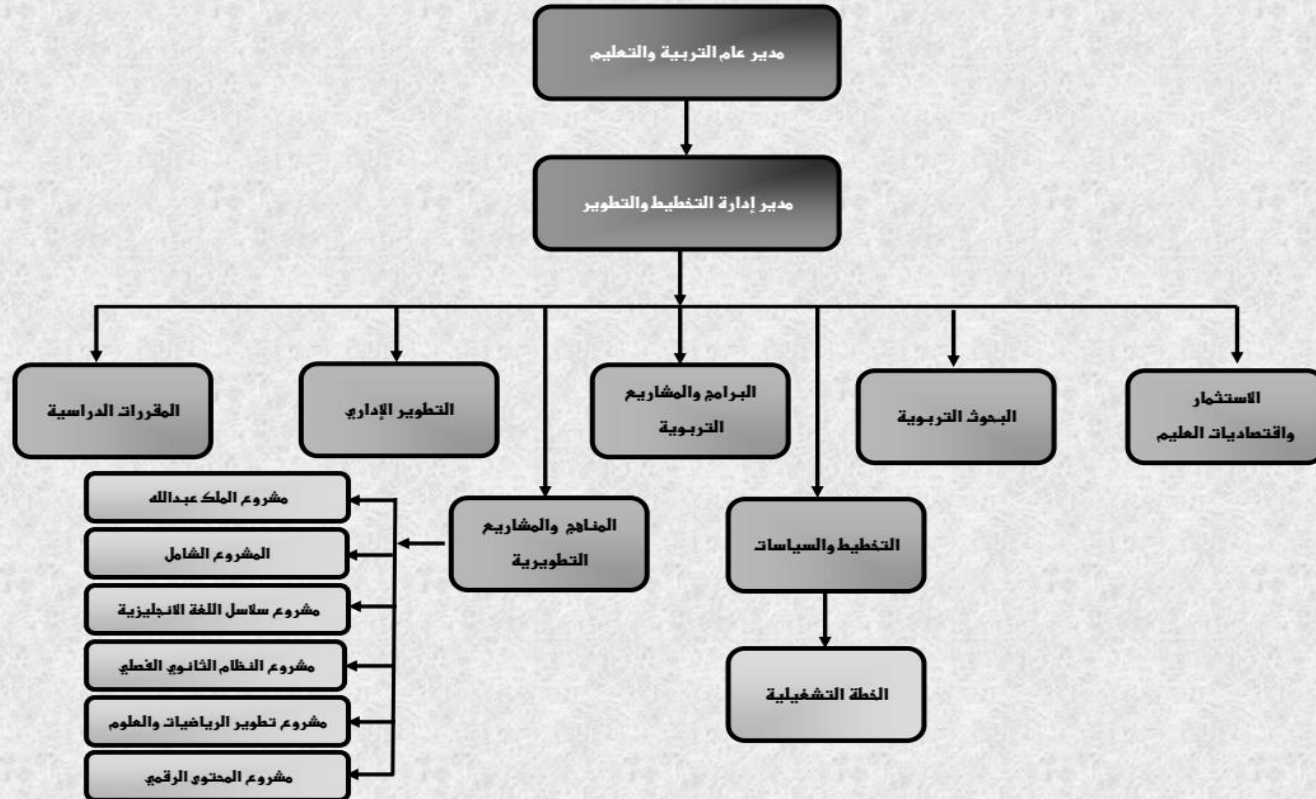 مدير عام التربية والتعليم
مدير إدارة التخطيط والتطوير
الاستثمار
واقتصاديات العليم
البحوث التربوية
البرامج والمشاريع
التربوية
التطوير الإداري
المقررات الدراسية
التخطيط والسياسات
الخطة التشغيلية
المناهج والمشاريع
التطويرية
مشروع الملك عبدالله
المشروع الشامل
مشروع سلاسل اللغة الانجليزية
مشروع النظام الثانوي الفصلي
مشروع تطوير الرياضيات والعلوم
مشروع المحتوى الرقمي